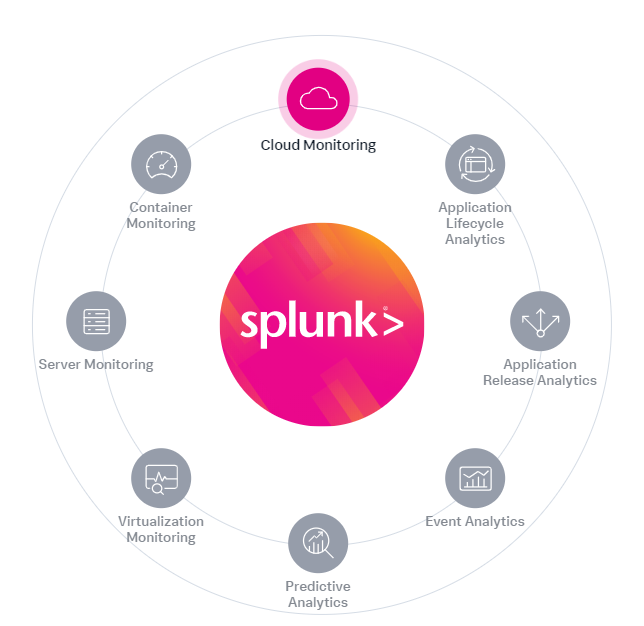 Cloud Monitoring
Application
Lifecycle
Analytics
Application
Release Analytics
Event Analytics
Predictive
Analytics
Virtualization
Monitoring
Server Monitoring
Container
Monitoring
splunk>